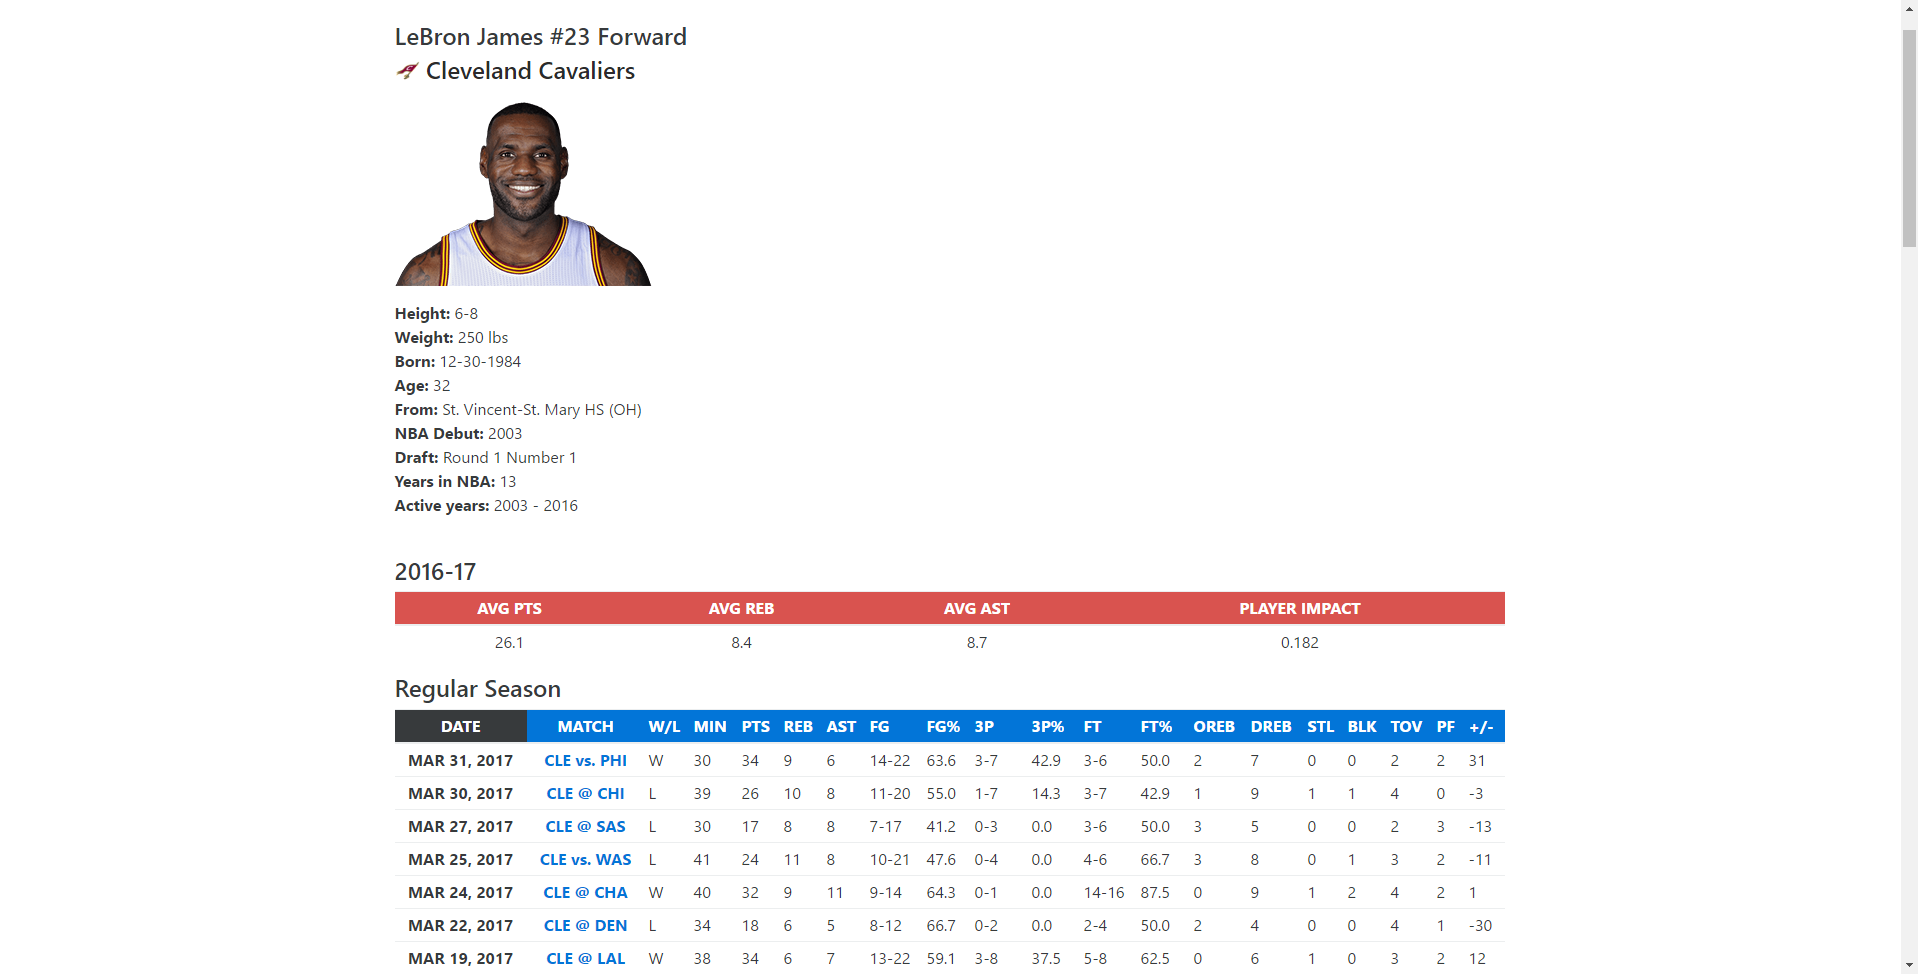 LeBron James #23 Forward
Cleveland Cavaliers
Height: 6-8
Weight: 250 lbs
Born: 12-30-1984
Age: 32
From: St. Vincent-St. Mary HS (OH)
NBA Debut: 2003
Draft: Round 1 Number 1
Years in NBA: 13
Active years: 2003 - 2016
2016-17
AVG PTS AVG REB AVG AST PLAYER IMPACT
26.1 8.4 8.7 0.182
Regular Season
DATE MATCH W/L MIN PTS REB AST FG FG% 3P 3P% FT FT% OREB DREB STL BLK TOV PF +/-
MAR 31, 2017 CLE vs. PHI W 30 34 9 6 14-22 63.6 3-7 42.9 3-6 50.0 2 7 0 0 2 2 31
MAR 30, 2017 CLE @ CHI L 39 26 10 8 11-20 55.0 1-7 14.3 3-7 42.9 1 9 1 1 4 0 -3
MAR 27, 2017 CLE @ SAS L 30 17 8 8 7-17 41.2 0-3 0.0 3-6 50.0 3 5 0 0 2 3 -13
MAR 25, 2017 CLE vs. WAS L 41 24 11 8 10-21 47.6 0-4 0.0 4-6 66.7 3 8 0 1 3 2 -11
MAR 24, 2017 CLE @ CHA W 40 32 9 11 9-14 64.3 0-1 0.0 14-16 87.5 0 9 1 2 4 2 1
MAR 22, 2017 CLE @ DEN L 34 18 6 5 8-12 66.7 0-2 0.0 2-4 50.0 2 4 0 0 4 1 -30
MAR 19, 2017 CLE @ LAL W 38 34 6 7 13-22 59.1 3-8 37.5 5-8 62.5 0 6 1 0 3 2 12